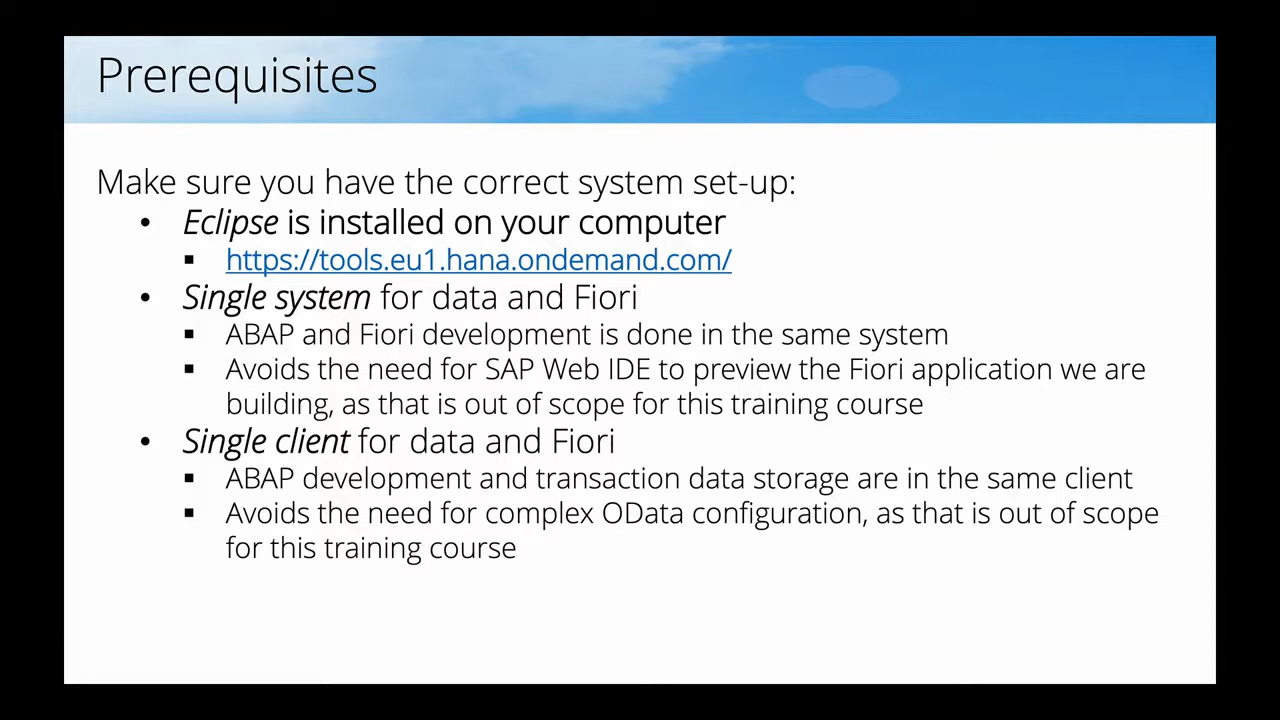 Prerequisites
Make sure you have the correct system set-up:
• Eclipse is installed on your computer
▪ https://tools.eu1.hana.ondemand.com/
• Single system for data and Fiori
▪ ABAP and Fiori development is done in the same system
▪ Avoids the need for SAP Web IDE to preview the Fiori application we are
building, as that is out of scope for this training course
• Single client for data and Fiori
▪ ABAP development and transaction data storage are in the same client
▪ Avoids the need for complex OData configuration, as that is out of scope
for this training course